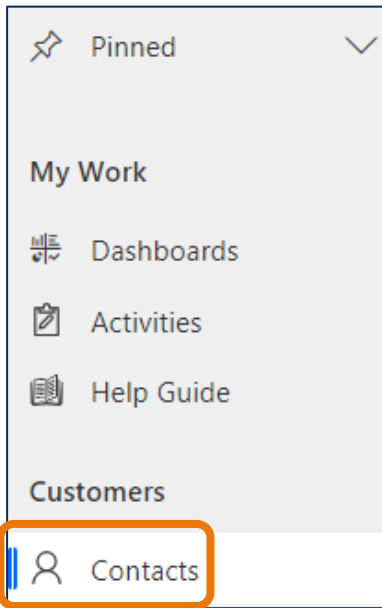 Pinned
My Work
Dashboards
Activities
Help Guide
Customers
Contacts